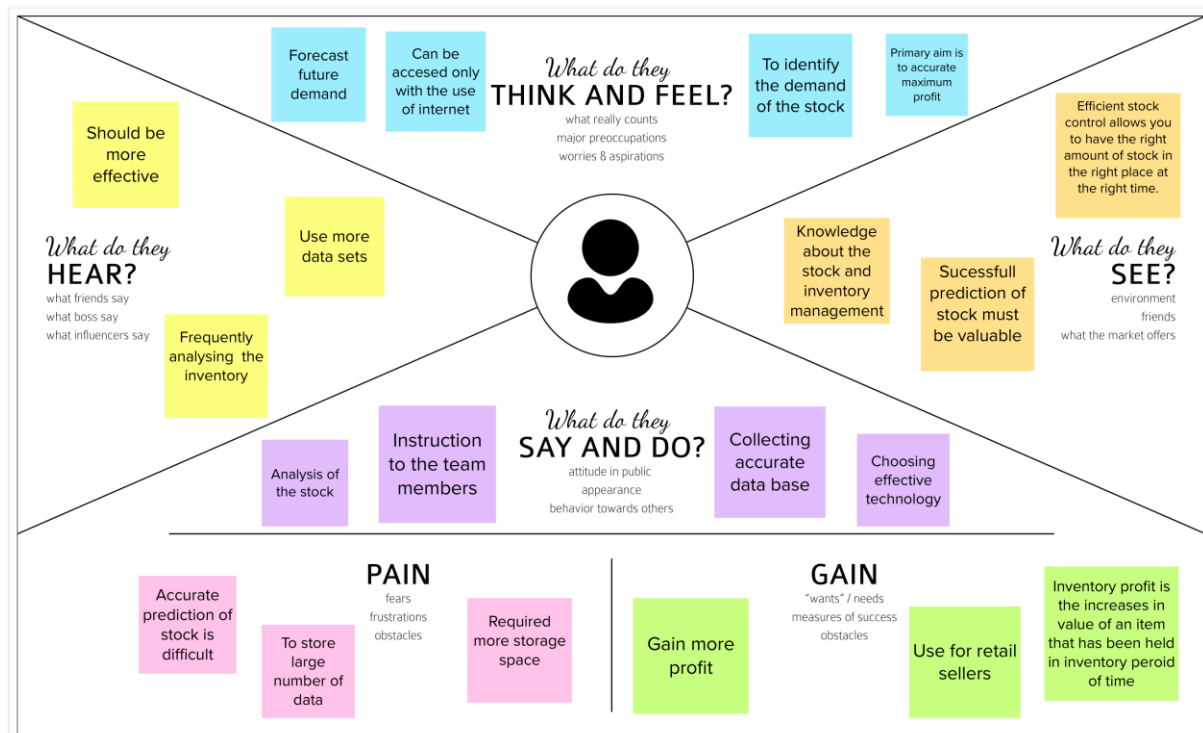 Forecast
future
demand
Can be
accesed only
with the use
of internet
What do they
THINK AND FEEL?
what really counts
major preoccupations
worries & aspirations
To identify
the demand
of the stock
Primary aim is
to accurate
maximum
profit
Should be
more
effective
Use more
data sets
What do they
HEAR?
what friends say
what boss say
what influencers say
Frequently
analysing the
inventory
Efficient stock
control allows you
to have the right
amount of stock in
the right place at
the right time.
Knowledge
about the
stock and
inventory
management
Sucessfull
prediction of
stock must
be valuable
What do they
SEE?
environment
friends
what the market offers
Analysis of
the stock
Instruction
to the team
members
What do they
SAY AND DO?
attitude in public
appearance
behavior towards others
Collecting
accurate
data base
Choosing
effective
technology
Accurate
prediction of
stock is
difficult
To store
large
number of
data
PAIN
fears
frustrations
obstacles
Required
more storage
space
Gain more
profit
GAIN
"wants" / needs
measures of success
obstacles
Use for retail
sellers
Inventory profit is
the increases in
value of an item
that has been held
in inventory peroid
of time